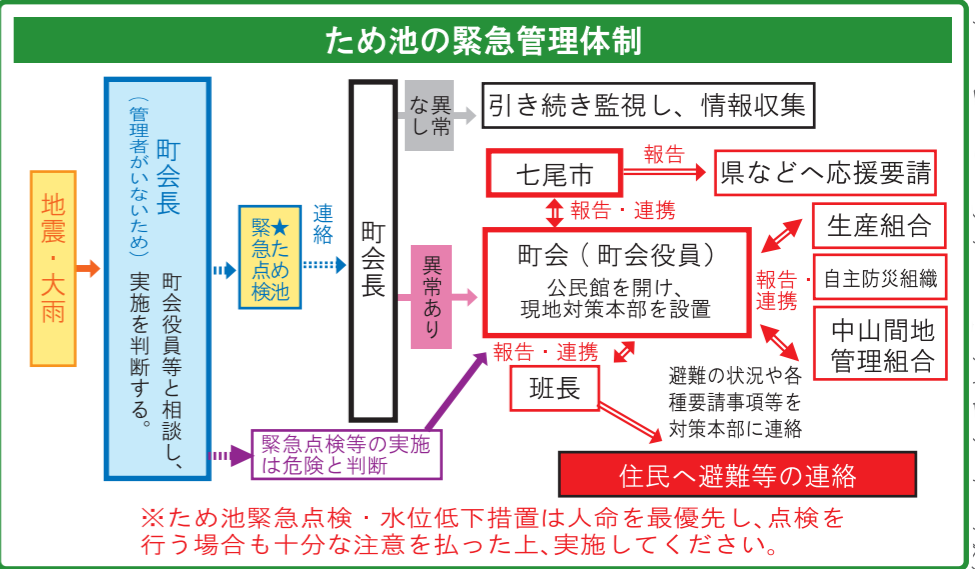 ため池の緊急管理体制
地震・大雨
町会長
(管理者がいないため)
町会役員等と相談し、
実施を判断する。
★ため池
緊急点検
連絡
町会長
異常
なし
引き続き監視し、情報収集
異常あり
七尾市
報告
県などへ応援要請
報告・連携
町会(町会役員)
公民館を開け、
現地対策本部を設置
生産組合
報告・
連携
自主防災組織
中山間地
管理組合
報告・連携
班長
避難の状況や各
種要請事項等を
対策本部に連絡
緊急点検等の実施
は危険と判断
住民へ避難等の連絡
※ため池緊急点検・水位低下措置は人命を最優先し、点検を
行う場合も十分な注意を払った上、実施してください。